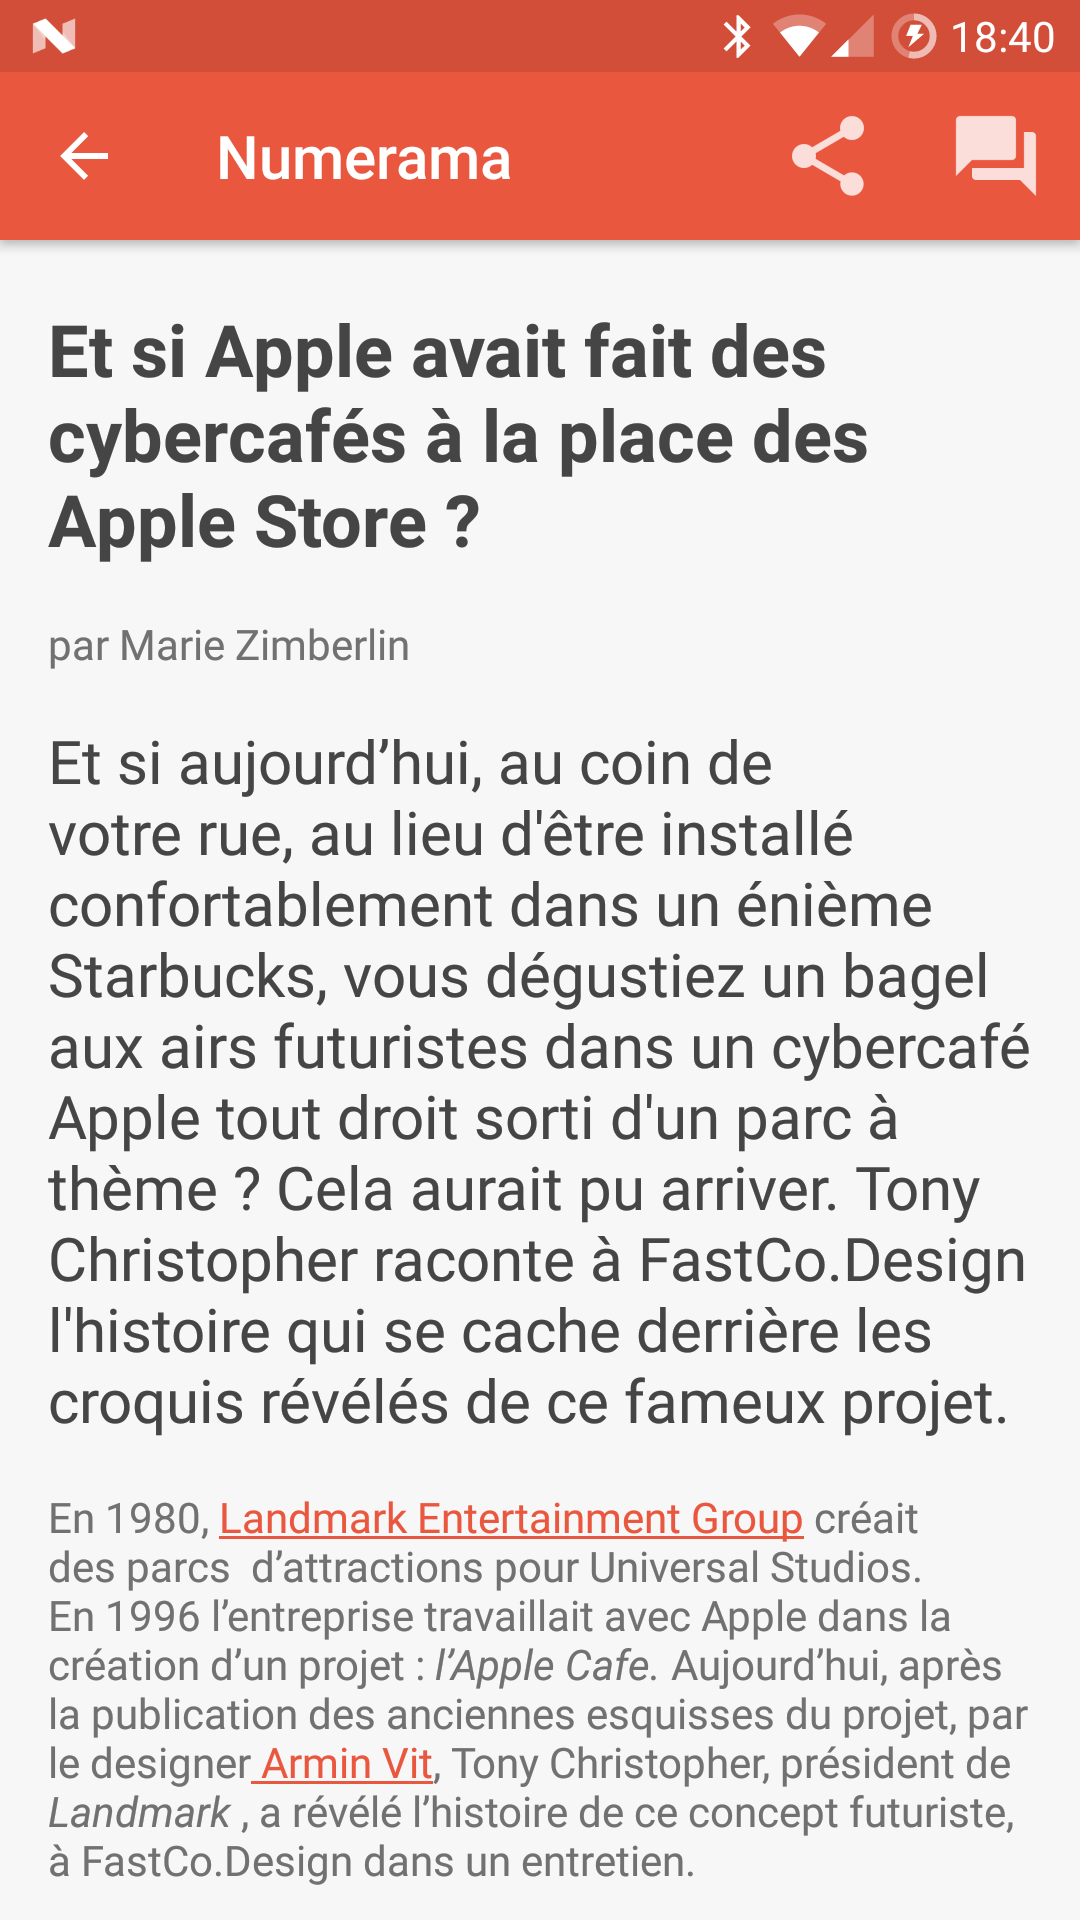 18:40
Numerama
Et si Apple avait fait des
cybercafés à la place des
Apple Store ?
par Marie Zimberlin
Et si aujourd’hui, au coin de
votre rue, au lieu d'être installé
confortablement dans un énième
Starbucks, vous dégustiez un bagel
aux airs futuristes dans un cybercafé
Apple tout droit sorti d'un parc à
thème ? Cela aurait pu arriver. Tony
Christopher raconte à FastCo.Design
l'histoire qui se cache derrière les
croquis révélés de ce fameux projet.
En 1980, Landmark Entertainment Group créait
des parcs  d’attractions pour Universal Studios.
En 1996 l’entreprise travaillait avec Apple dans la
création d’un projet : l’Apple Cafe. Aujourd’hui, après
la publication des anciennes esquisses du projet, par
le designer Armin Vit, Tony Christopher, président de
Landmark , a révélé l’histoire de ce concept futuriste,
à FastCo.Design dans un entretien.